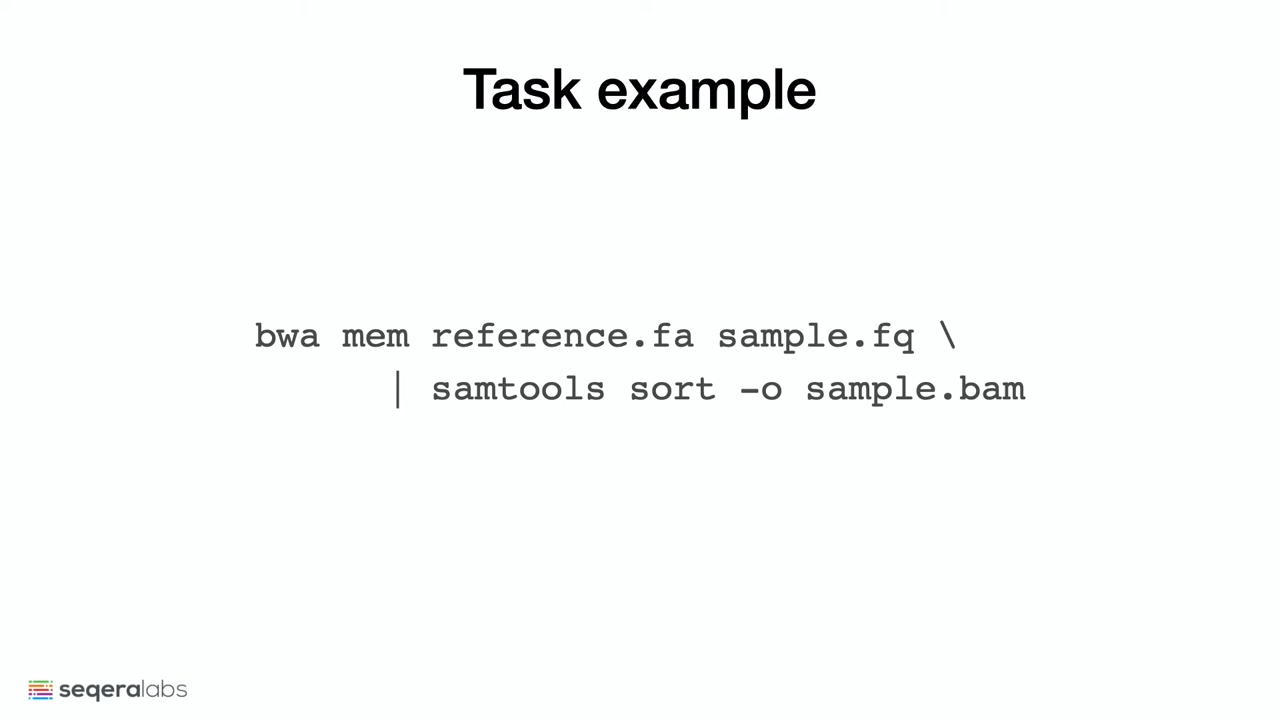 Task example
bwa mem reference.fa sample.fq \
| samtools sort -o sample.bam
seqeralabs